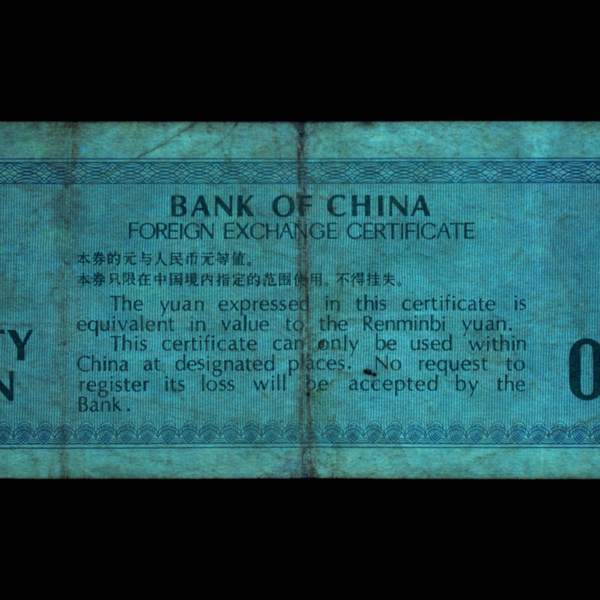 BANK OF CHINA
FOREIGN EXCHANGE CERTIFICATE
本券的元与人民币元等值。
本券只限在中国境内指定的范围使用，不得挂失。
The yuan expressed in this certificate is
equivalent in value to the Renminbi yuan.
This certificate can only be used within
China at designated places. No request to
register its loss will be accepted by the
Bank.
TY
N
0